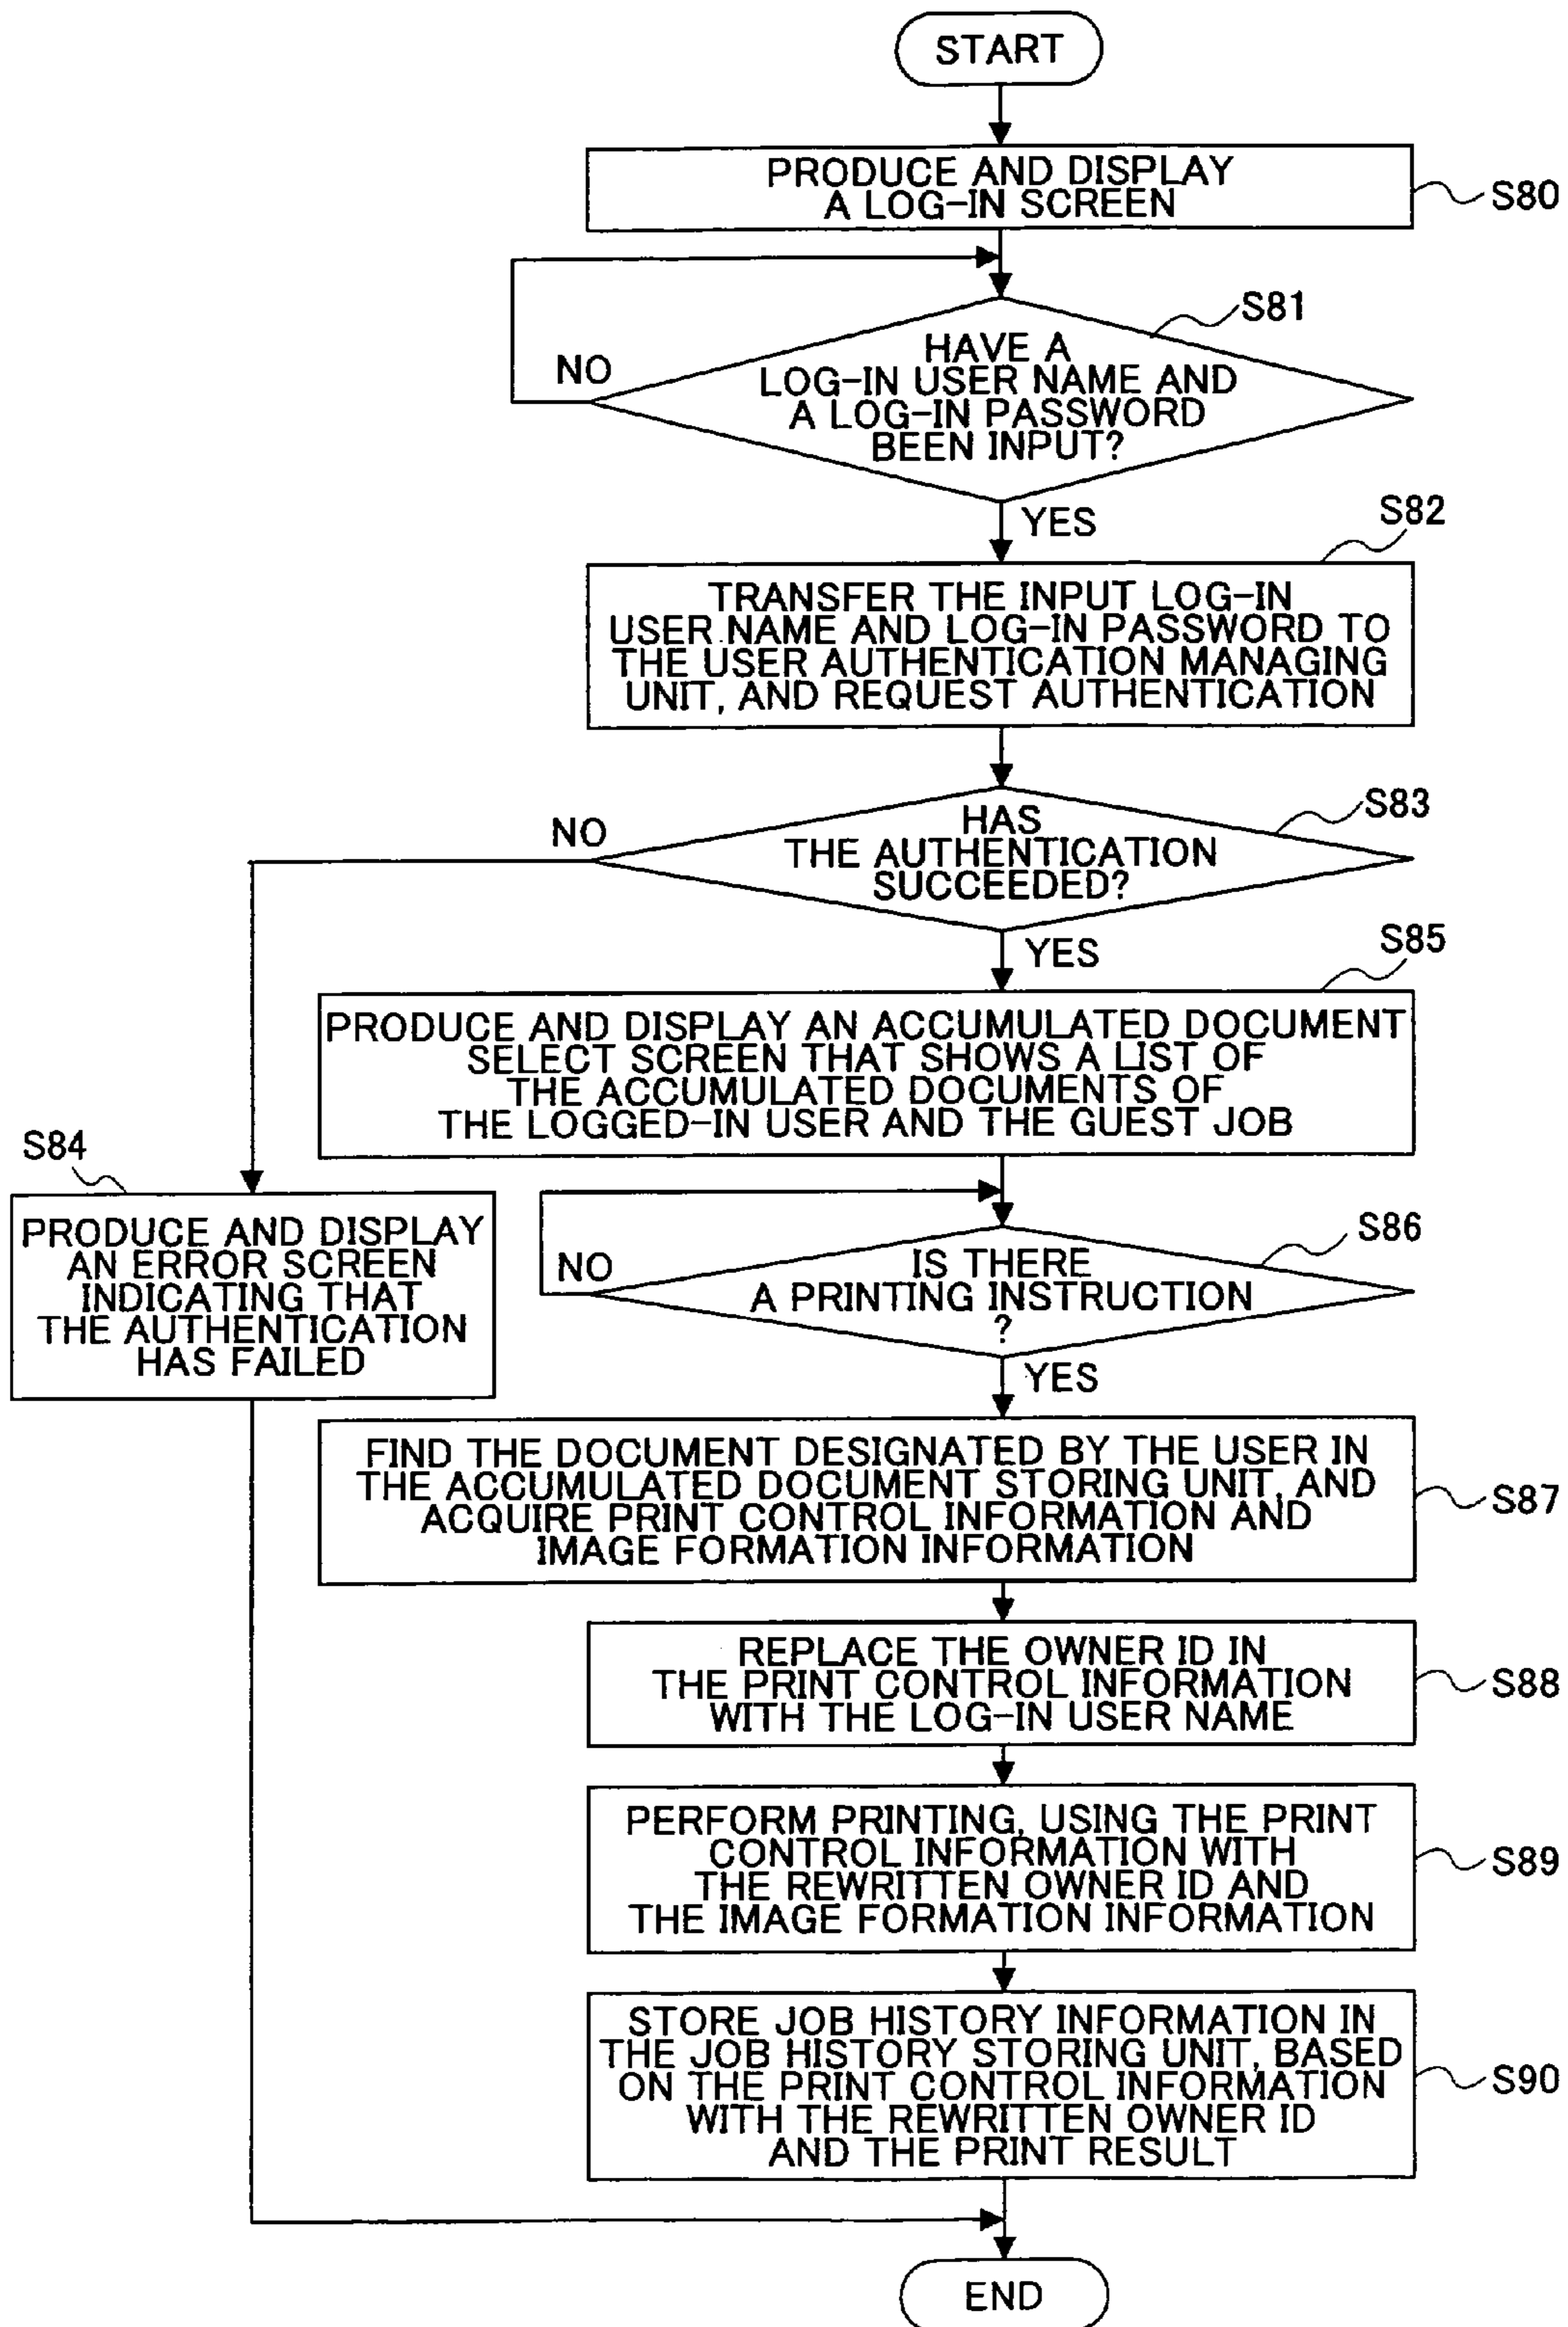 START
PRODUCE AND DISPLAY
A LOG-IN SCREEN
S80
S81
HAVE A
LOG-IN USER NAME AND
A LOG-IN PASSWORD
BEEN INPUT?
NO
YES
S82
TRANSFER THE INPUT LOG-IN
USER NAME AND LOG-IN PASSWORD TO
THE USER AUTHENTICATION MANAGING
UNIT, AND REQUEST AUTHENTICATION
S83
HAS
THE AUTHENTICATION
SUCCEEDED?
NO
YES
S85
PRODUCE AND DISPLAY AN ACCUMULATED DOCUMENT
SELECT SCREEN THAT SHOWS A LIST OF
THE ACCUMULATED DOCUMENTS OF
THE LOGGED-IN USER AND THE GUEST JOB
S84
PRODUCE AND DISPLAY
AN ERROR SCREEN
INDICATING THAT
THE AUTHENTICATION
HAS FAILED
S86
IS THERE
A PRINTING INSTRUCTION
?
NO
YES
FIND THE DOCUMENT DESIGNATED BY THE USER IN
THE ACCUMULATED DOCUMENT STORING UNIT, AND
ACQUIRE PRINT CONTROL INFORMATION AND
IMAGE FORMATION INFORMATION
S87
REPLACE THE OWNER ID IN
THE PRINT CONTROL INFORMATION
WITH THE LOG-IN USER NAME
S88
PERFORM PRINTING, USING THE PRINT
CONTROL INFORMATION WITH
THE REWRITTEN OWNER ID AND
THE IMAGE FORMATION INFORMATION
S89
STORE JOB HISTORY INFORMATION IN
THE JOB HISTORY STORING UNIT, BASED
ON THE PRINT CONTROL INFORMATION
WITH THE REWRITTEN OWNER ID
AND THE PRINT RESULT
S90
END